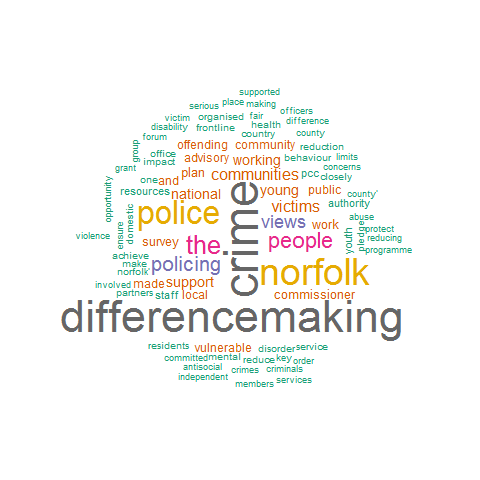 supported
serious place making
victim organised fair officers
disability frontline health difference
forum country county
group offending community reduction
office advisory working behaviour limits
impact concerns
grant plan communities pcc closely
one and national young public county'
resources authority
opportunity police crime victims abuse
domestic views work protect
violence ensure survey the people youth pledge reducing
achieve policing programme
make norfolk
norfolk' support
involved made commissioner
partners staff local
differencemaking
residents vulnerable disorder service
committed mental reduce key order
antisocial crimes criminals
independent members services